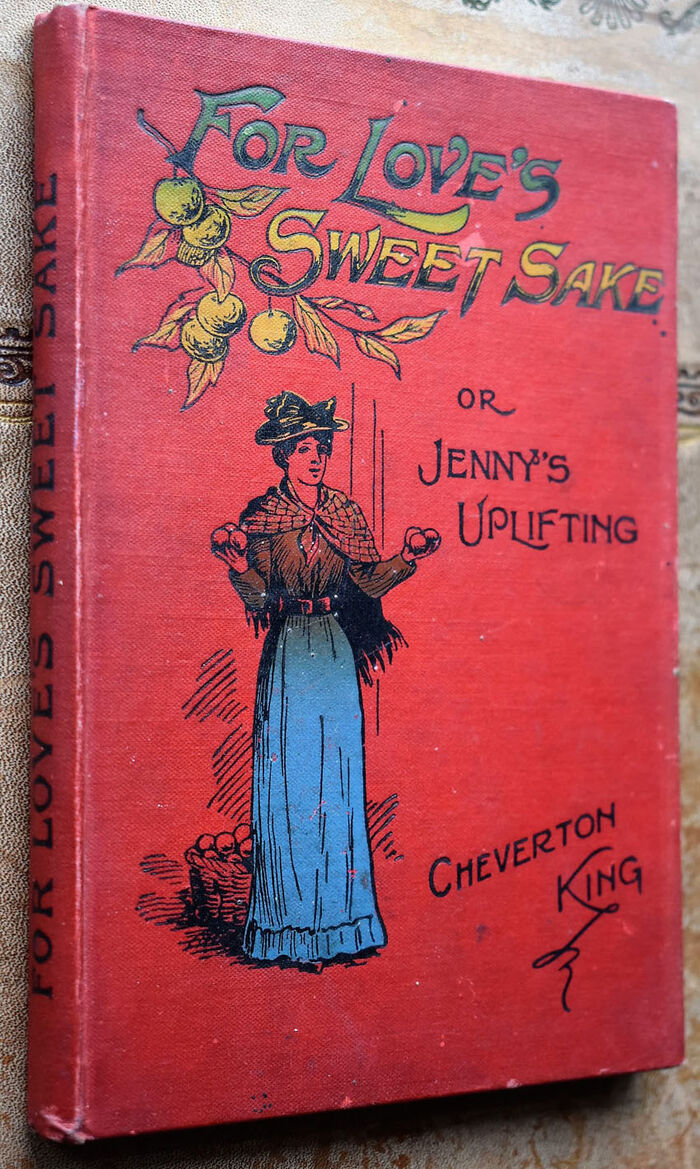 FOR LOVE'S
SWEET SAKE
OR
JENNY'S
UPLIFTING
CHEVERTON
KING
FOR LOVE'S SWEET SAKE